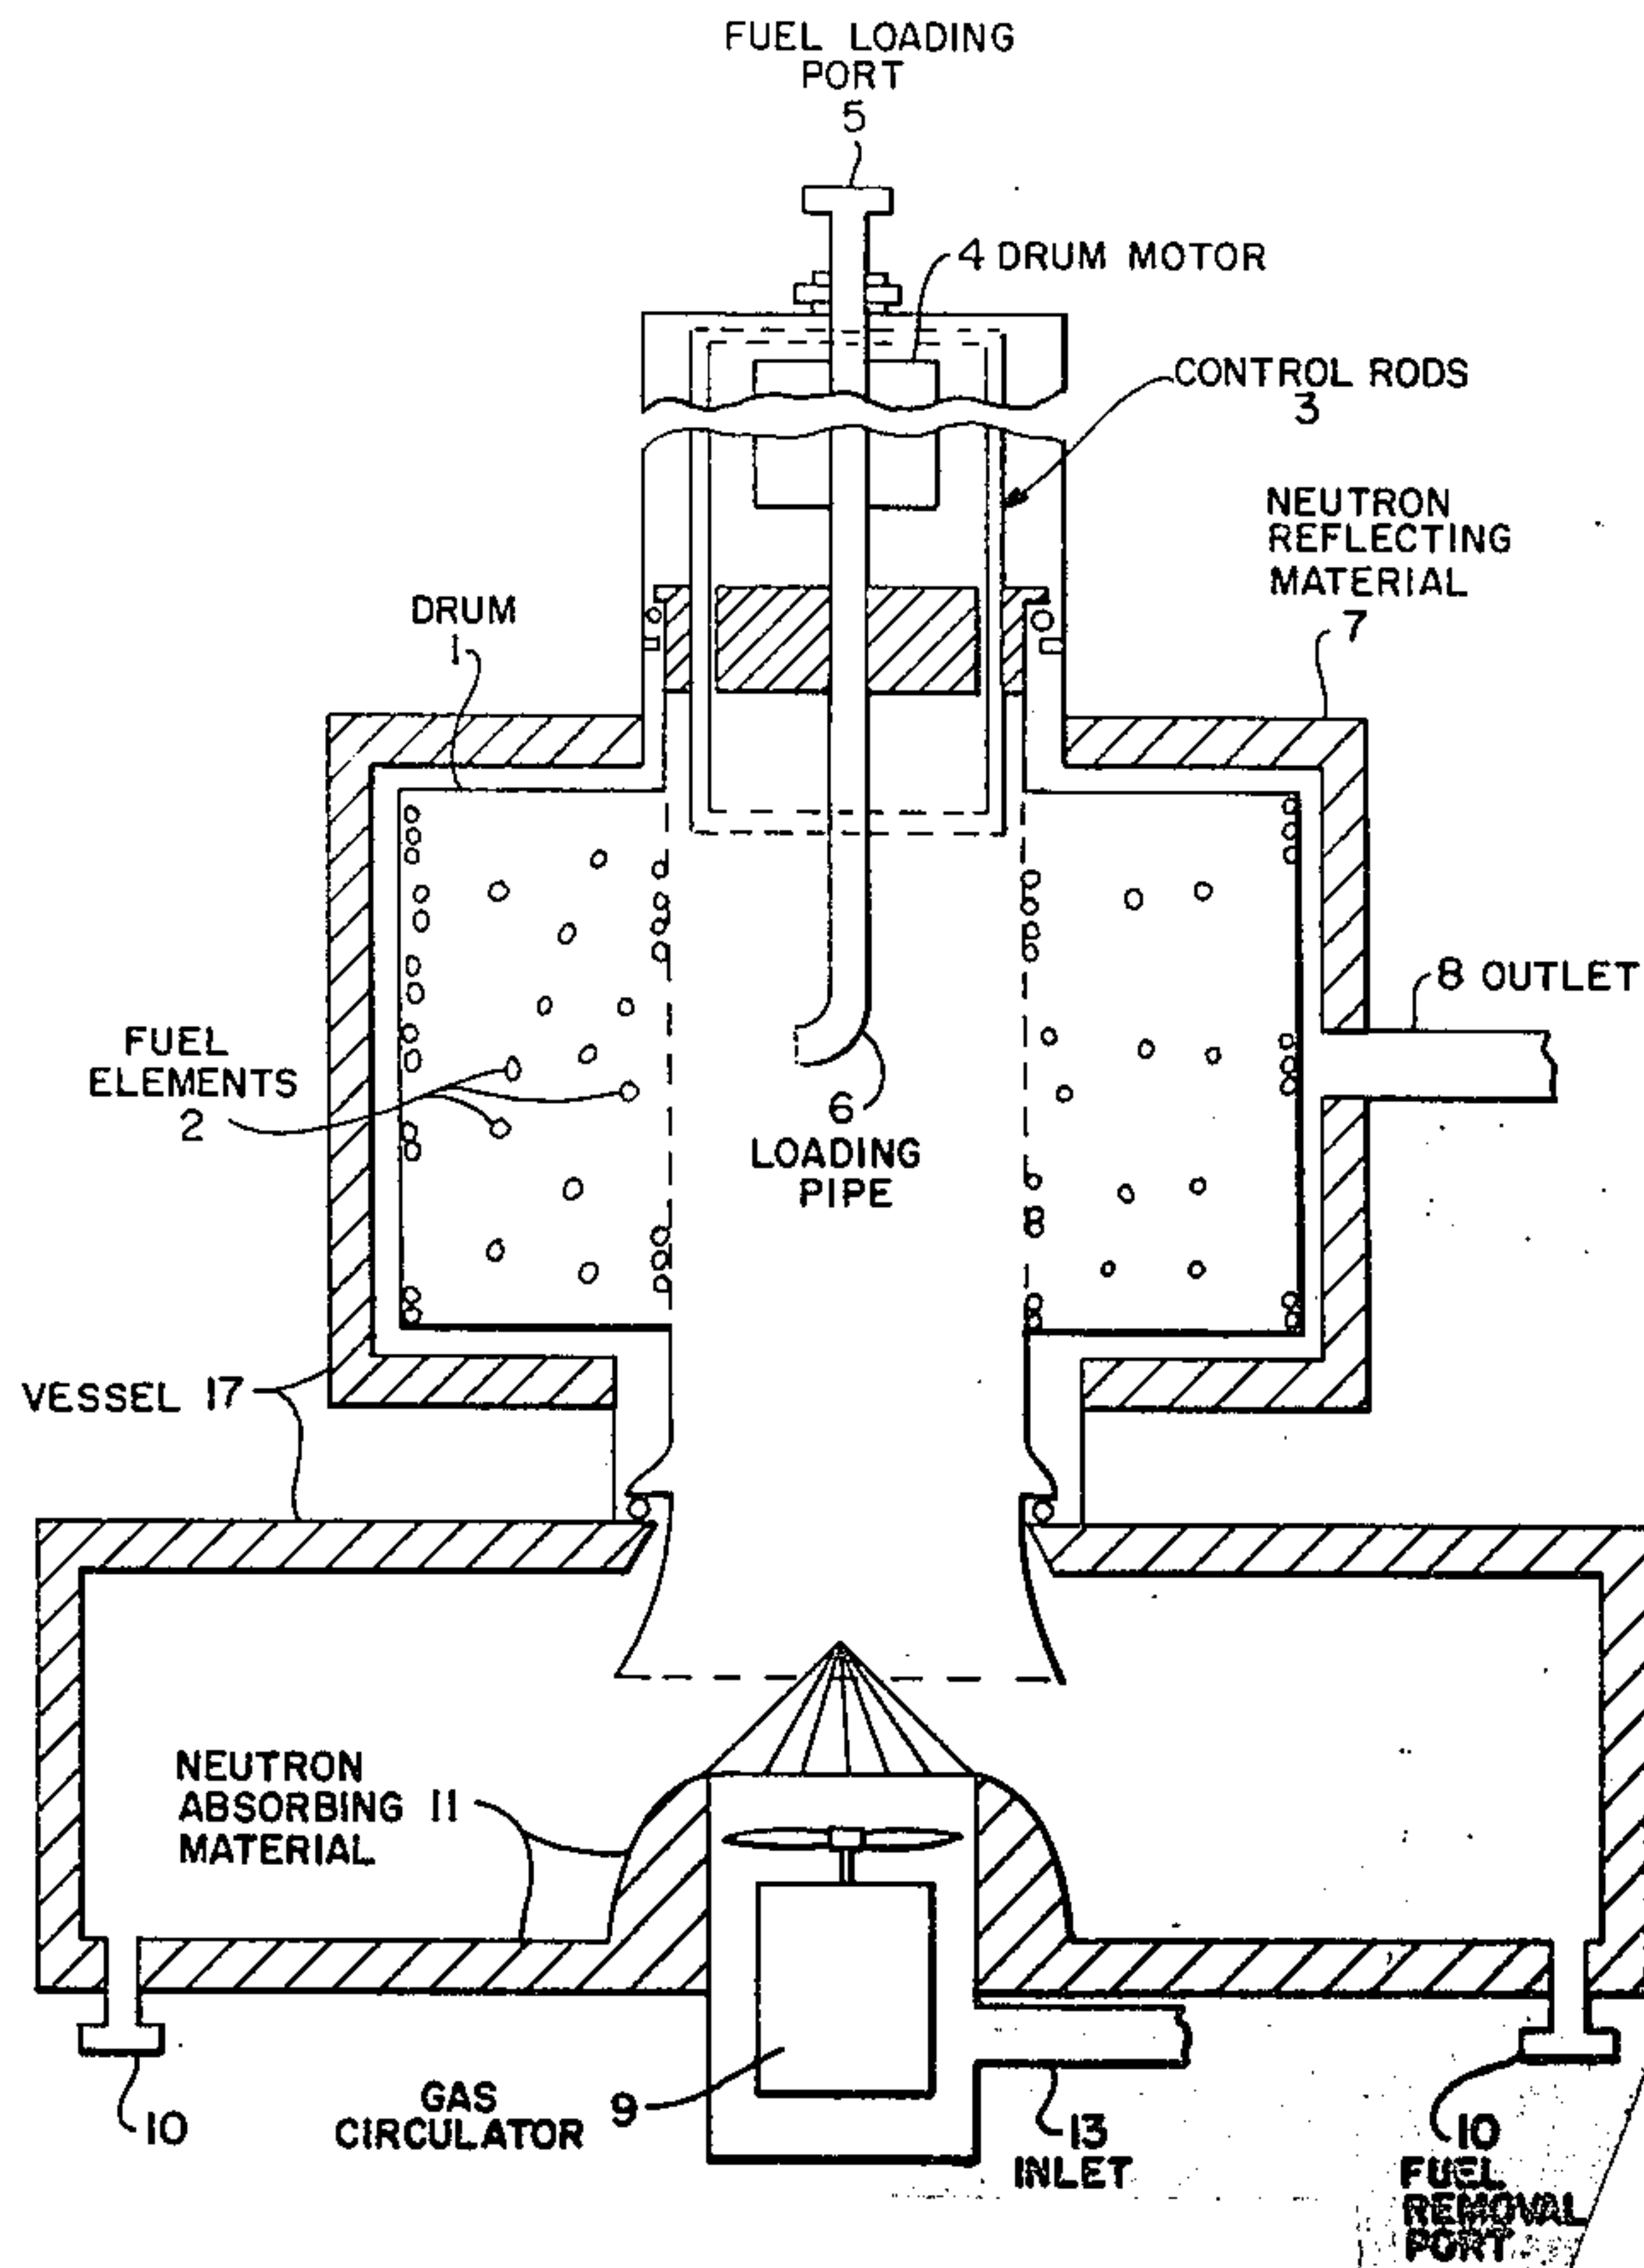 FUEL LOADING
PORT
5
4 DRUM MOTOR
CONTROL RODS
3
NEUTRON
REFLECTING
MATERIAL
7
DRUM
1
8 OUTLET
FUEL
ELEMENTS
2
6
LOADING
PIPE
VESSEL 17
NEUTRON
ABSORBING 11
MATERIAL
10
GAS
CIRCULATOR
9
13
INLET
10
FUEL
REMOVAL
PORT